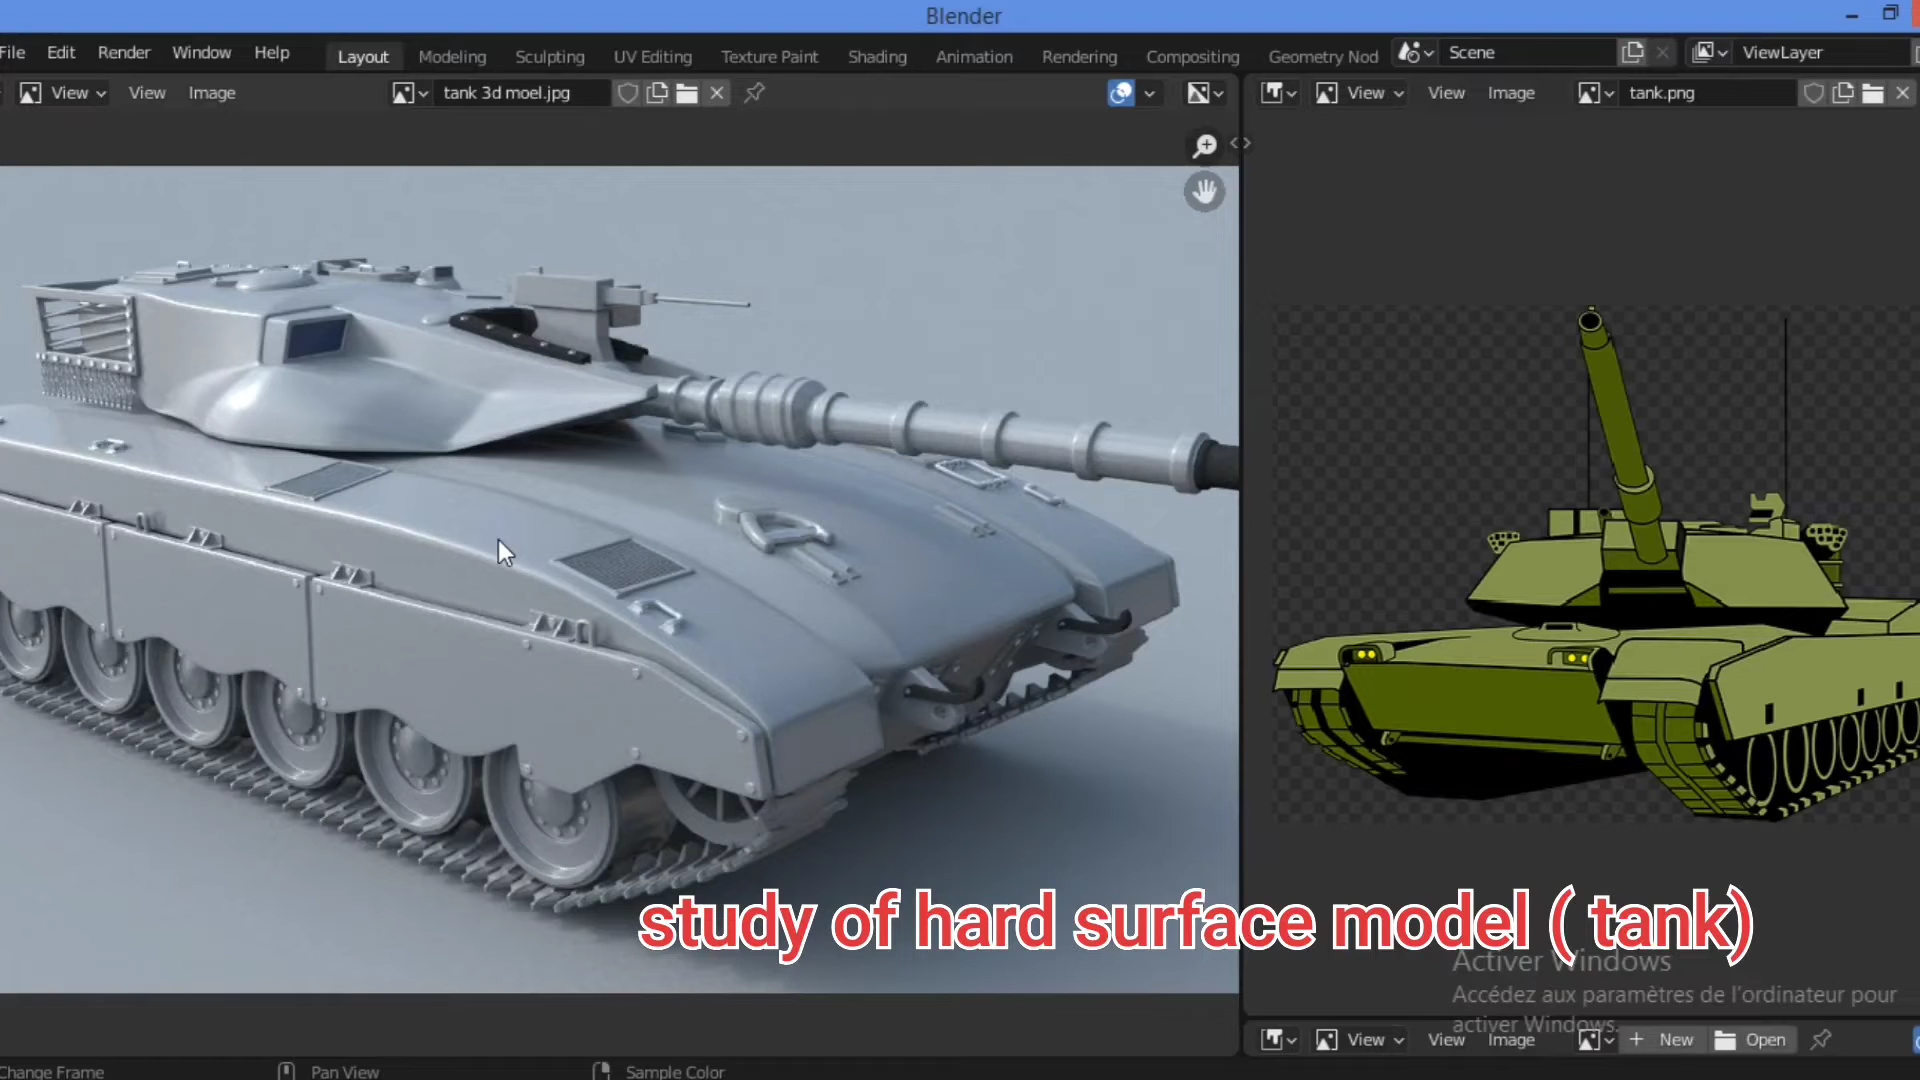 Blender
File Edit Render Window Help Layout Modeling Sculpting UV Editing Texture Paint Shading Animation Rendering Compositing Geometry Nod Scene ViewLayer
View View Image tank 3d moel.jpg View View Image tank.png
study of hard surface model ( tank)
Activer Windows
Accédez aux paramètres de l'ordinateur pour
activer Windows.
View View Image New Open
Change Frame Pan View Sample Color